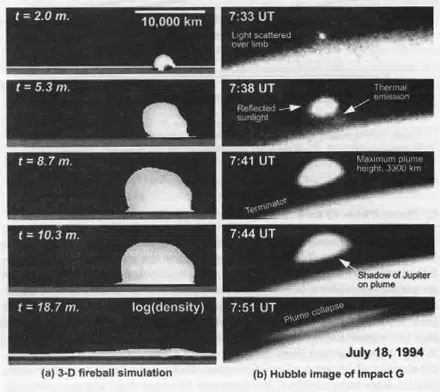 t = 2.0 m.
10,000 km
t = 5.3 m.
t = 8.7 m.
t = 10.3 m.
t = 18.7 m.
log(density)
(a) 3-D fireball simulation
7:33 UT
Light scattered
over limb
7:38 UT
Thermal
emission
Reflected
sunlight
7:41 UT
Maximum plume
height, 3300 km
Terminator
7:44 UT
Shadow of Jupiter
on plume
7:51 UT
Plume collapse
July 18, 1994
(b) Hubble image of Impact G